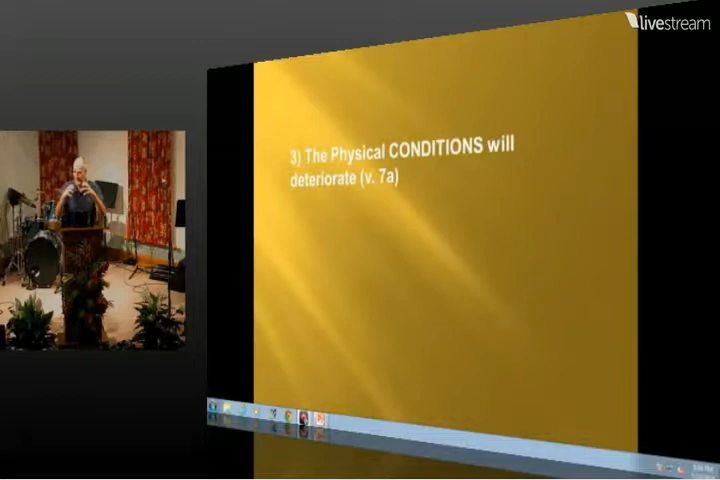 livestream
3) The Physical CONDITIONS will
deteriorate (v. 7a)